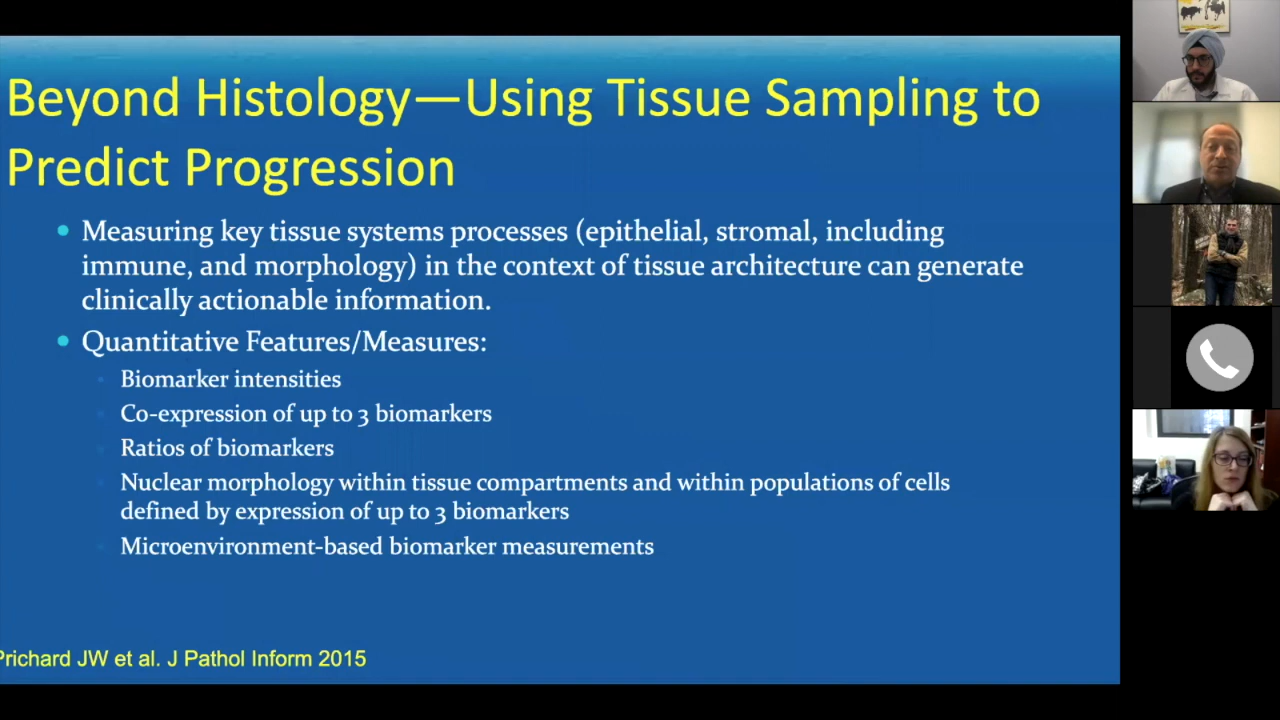 Beyond Histology—Using Tissue Sampling to
Predict Progression
• Measuring key tissue systems processes (epithelial, stromal, including
immune, and morphology) in the context of tissue architecture can generate
clinically actionable information.
• Quantitative Features/Measures:
• Biomarker intensities
• Co-expression of up to 3 biomarkers
• Ratios of biomarkers
• Nuclear morphology within tissue compartments and within populations of cells
defined by expression of up to 3 biomarkers
• Microenvironment-based biomarker measurements
Prichard JW et al. J Pathol Inform 2015